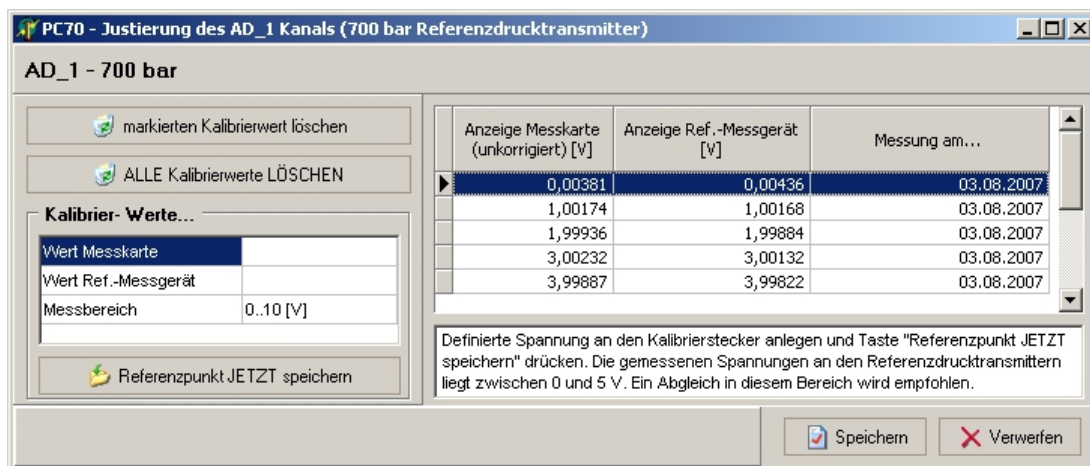 PC70 - Justierung des AD_1 Kanals (700 bar Referenzdrucktransmitter)
AD_1 - 700 bar
markierten Kalibrierwert löschen
ALLE Kalibrierwerte LÖSCHEN
Kalibrier- Werte...
Wert Messkarte
Wert Ref.-Messgerät
Messbereich 0..10 [V]
Referenzpunkt JETZT speichern
Anzeige Messkarte (unkorrigiert) [V] Anzeige Ref.-Messgerät [V] Messung am...
0,00381 0,00436 03.08.2007
1,00174 1,00168 03.08.2007
1,99936 1,99884 03.08.2007
3,00232 3,00132 03.08.2007
3,99887 3,99822 03.08.2007
Definierte Spannung an den Kalibrierstecker anlegen und Taste "Referenzpunkt JETZT
speichern" drücken. Die gemessenen Spannungen an den Referenzdrucktransmittern
liegt zwischen 0 und 5 V. Ein Abgleich in diesem Bereich wird empfohlen.
Speichern Verwerfen